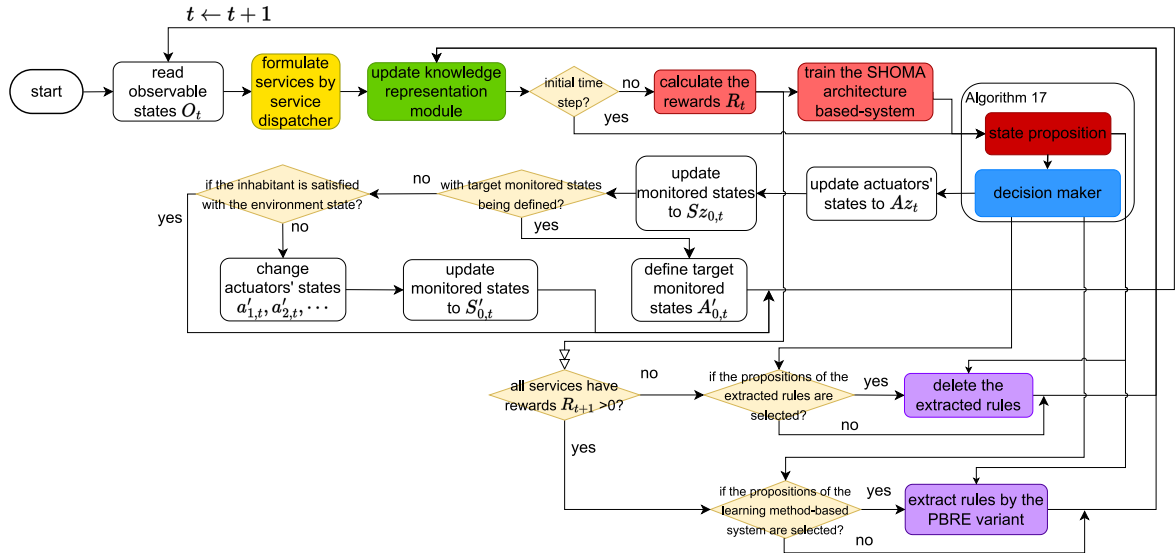 t ← t + 1
start
read
observable
states O_t
formulate
services by
service
dispatcher
update knowledge
representation
module
initial time
step?
no
yes
calculate the
rewards R_t
train the SHOMA
architecture
based-system
Algorithm 17
state proposition
decision maker
update actuators'
states to Az_t
update
monitored states
to Sz_{0,t}
with target monitored states
being defined?
no
yes
if the inhabitant is satisfied
with the environment state?
yes
no
change
actuators' states
a'_{1,t}, a'_{2,t}, ⋯
update
monitored states
to S'_{0,t}
define target
monitored
states A'_{0,t}
all services have
rewards R_{t+1} >0?
no
yes
if the propositions of the
extracted rules are
selected?
yes
no
delete the
extracted rules
if the propositions of the
learning method-based
system are selected?
yes
no
extract rules by the
PBRE variant